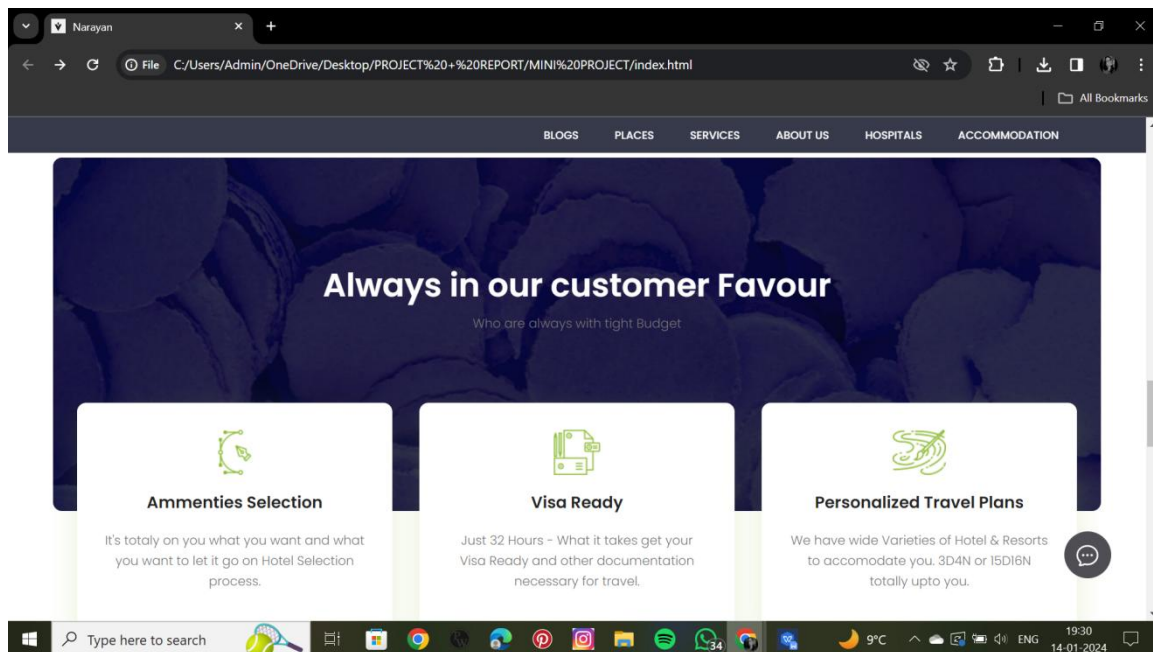 Narayan
File C:/Users/Admin/OneDrive/Desktop/PROJECT%20+%20REPORT/MINI%20PROJECT/index.html
All Bookmarks
BLOGS PLACES SERVICES ABOUT US HOSPITALS ACCOMMODATION
Always in our customer Favour
Who are always with tight Budget
Ammenties Selection
It's totaly on you what you want and what
you want to let it go on Hotel Selection
process.
Visa Ready
Just 32 Hours - What it takes get your
Visa Ready and other documentation
necessary for travel.
Personalized Travel Plans
We have wide Varieties of Hotel & Resorts
to accomodate you. 3D4N or 15D16N
totally upto you.
Type here to search 34 9°C ENG 19:30
14-01-2024